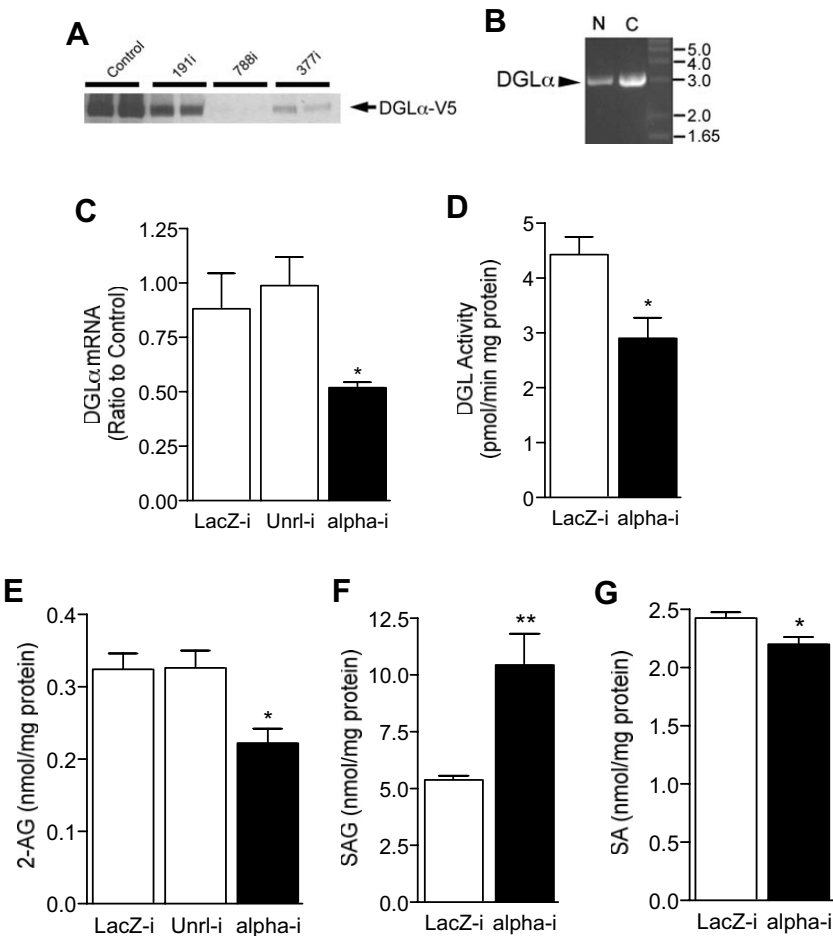 A
Control
191i
788i
377i
DGLα-V5
B
N C
DGLα
5.0
4.0
3.0
2.0
1.65
C
DGLα mRNA
(Ratio to Control)
1.25
1.00
0.75
0.50
0.25
0.00
*
LacZ-i Unrl-i alpha-i
D
DGL Activity
(pmol/min mg protein)
5
4
3
2
1
0
*
LacZ-i alpha-i
E
2-AG (nmol/mg protein)
0.4
0.3
0.2
0.1
0.0
*
LacZ-i Unrl-i alpha-i
F
SAG (nmol/mg protein)
12.5
10.0
7.5
5.0
2.5
0.0
**
LacZ-i alpha-i
G
SA (nmol/mg protein)
2.5
2.0
1.5
1.0
0.5
0.0
*
LacZ-i alpha-i